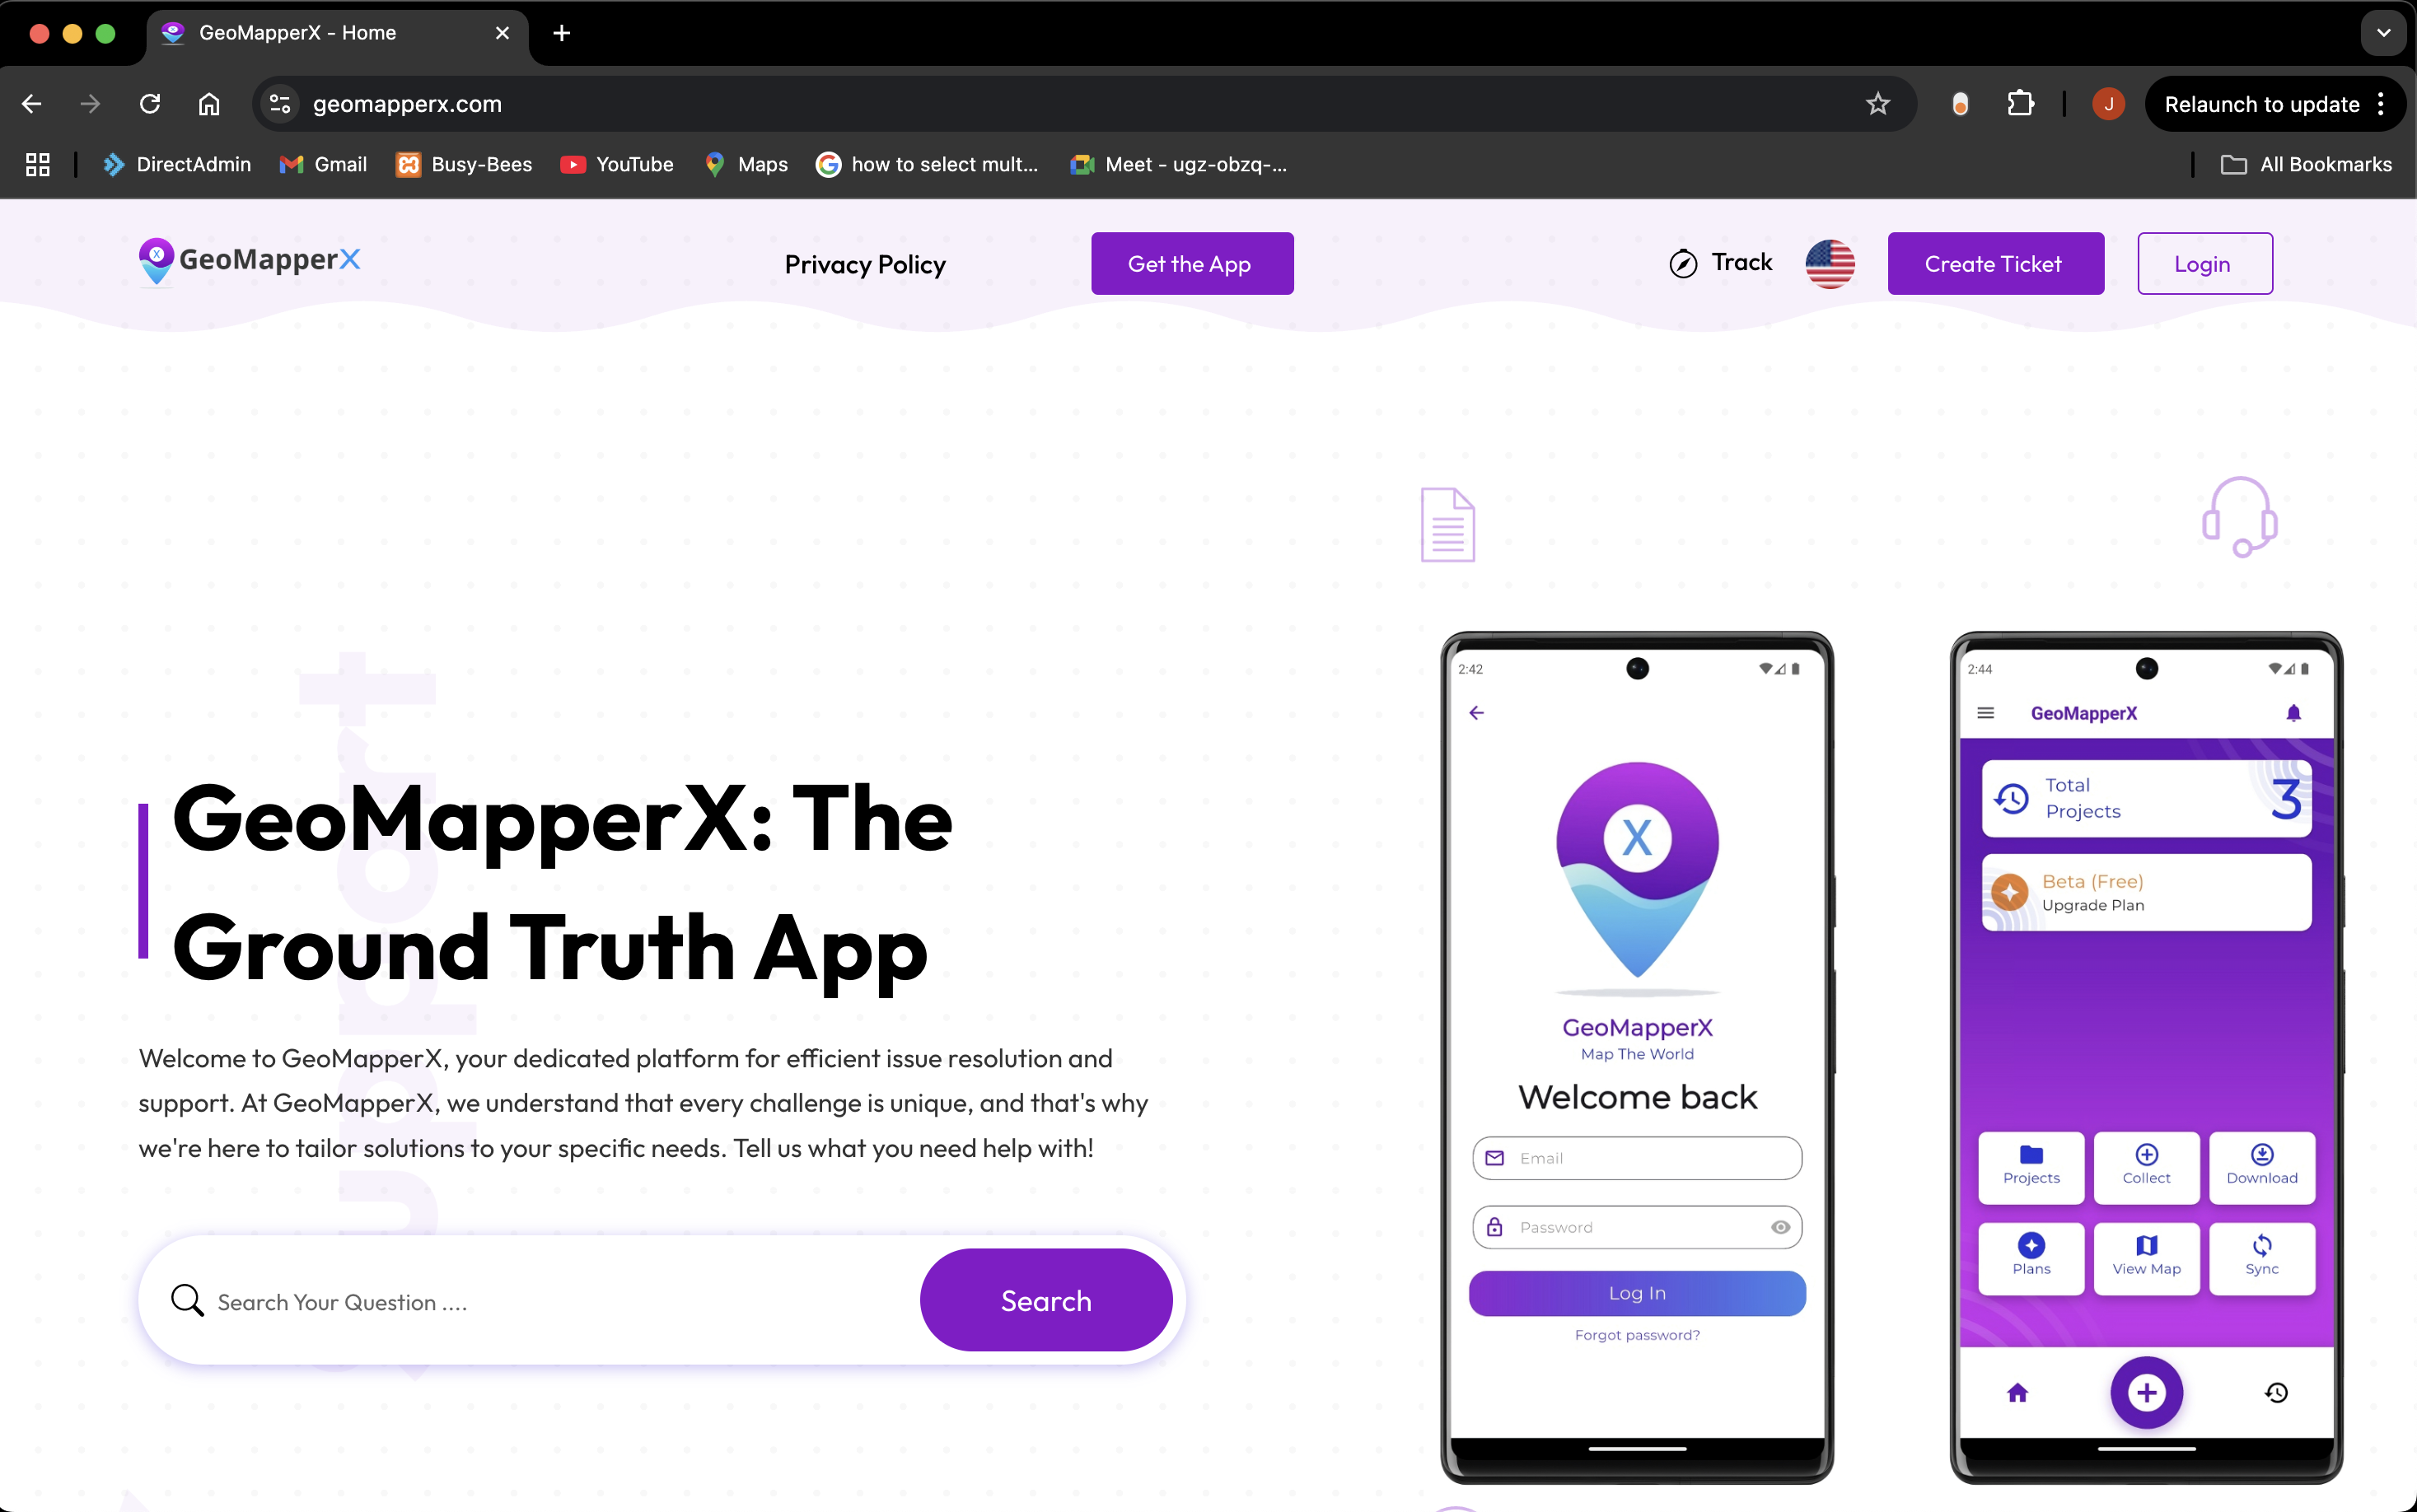 GeoMapperX - Home
geomapperx.com
J
Relaunch to update
DirectAdmin
Gmail
Busy-Bees
YouTube
Maps
how to select mult...
Meet - ugz-obzq-...
All Bookmarks
X
GeoMapperX
Privacy Policy
Get the App
Track
Create Ticket
Login
support
GeoMapperX: The
Ground Truth App
Welcome to GeoMapperX, your dedicated platform for efficient issue resolution and
support. At GeoMapperX, we understand that every challenge is unique, and that's why
we're here to tailor solutions to your specific needs. Tell us what you need help with!
Search Your Question ....
Search
2:42
X
GeoMapperX
Map The World
Welcome back
Email
Password
Log In
Forgot password?
2:44
GeoMapperX
Total
Projects
3
Beta (Free)
Upgrade Plan
Projects
Collect
Download
Plans
View Map
Sync